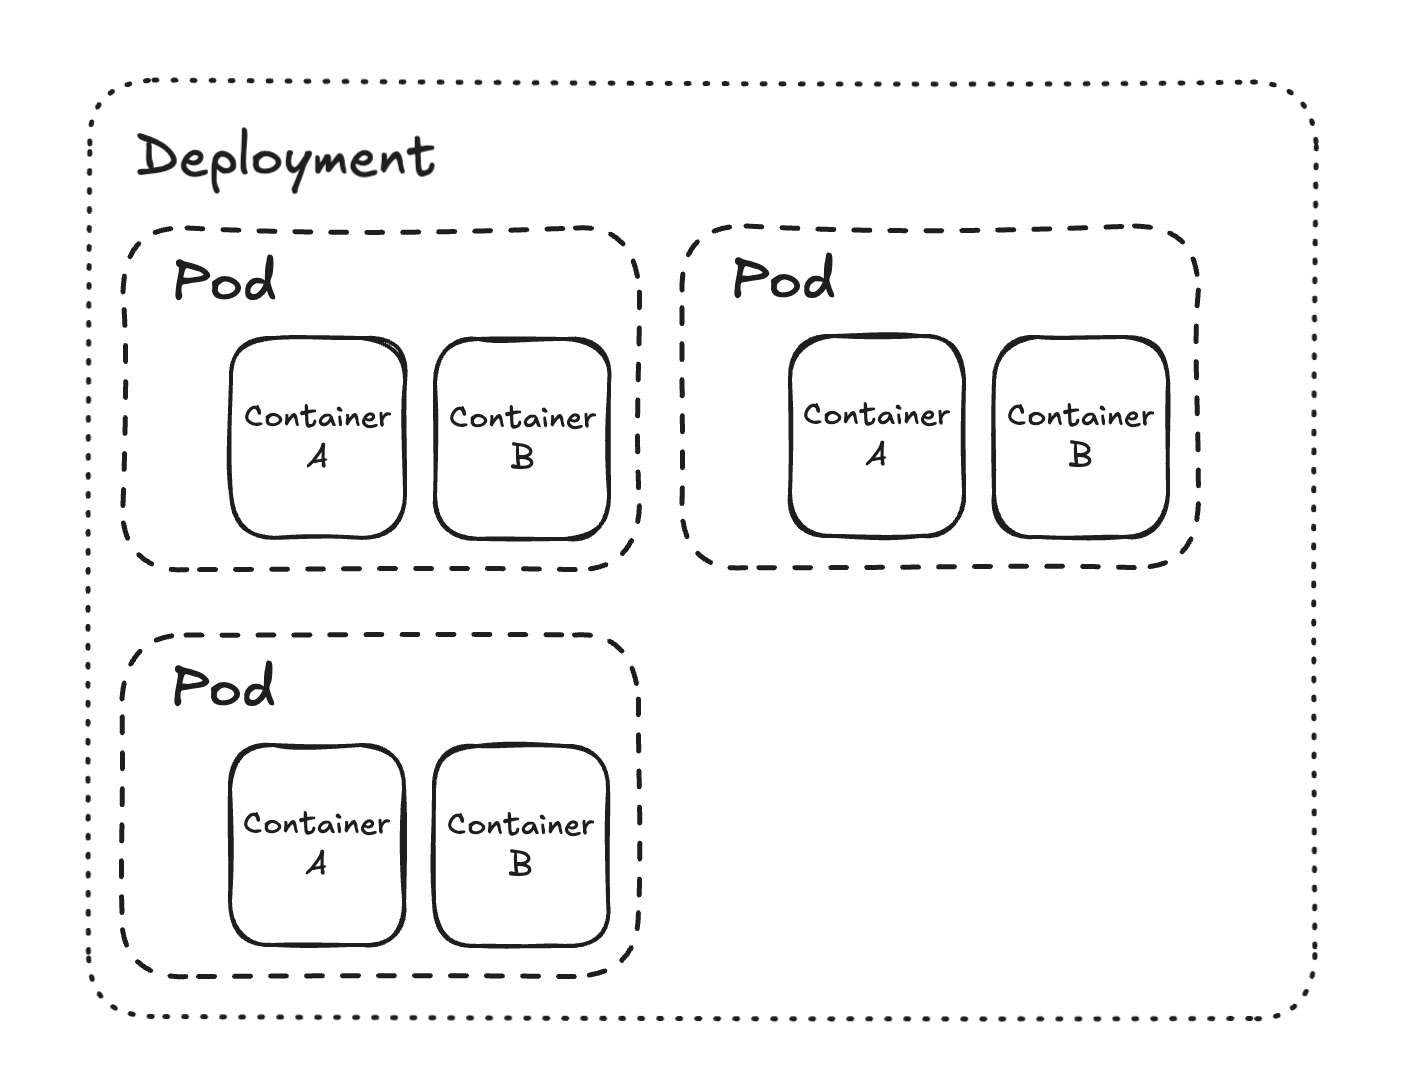 Deployment
Pod
Container
A
Container
B
Pod
Container
A
Container
B
Pod
Container
A
Container
B